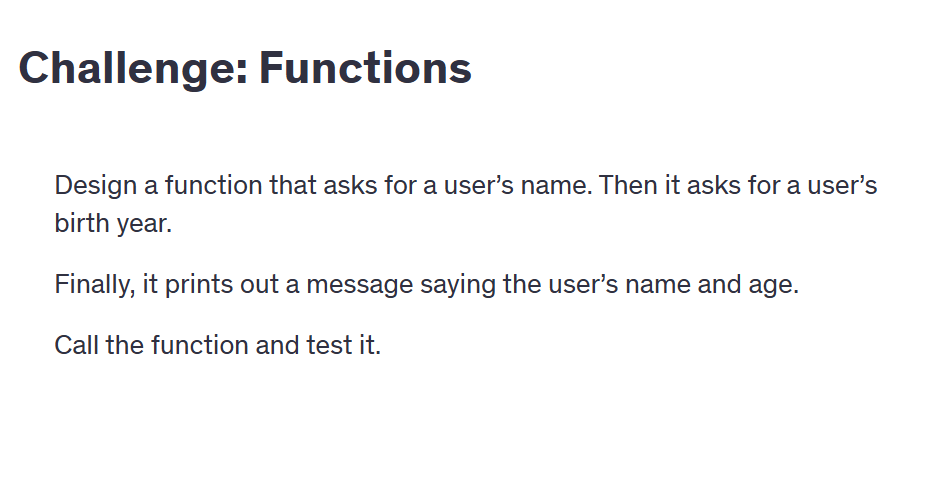 Challenge: Functions
Design a function that asks for a user’s name. Then it asks for a user’s
birth year.
Finally, it prints out a message saying the user’s name and age.
Call the function and test it.